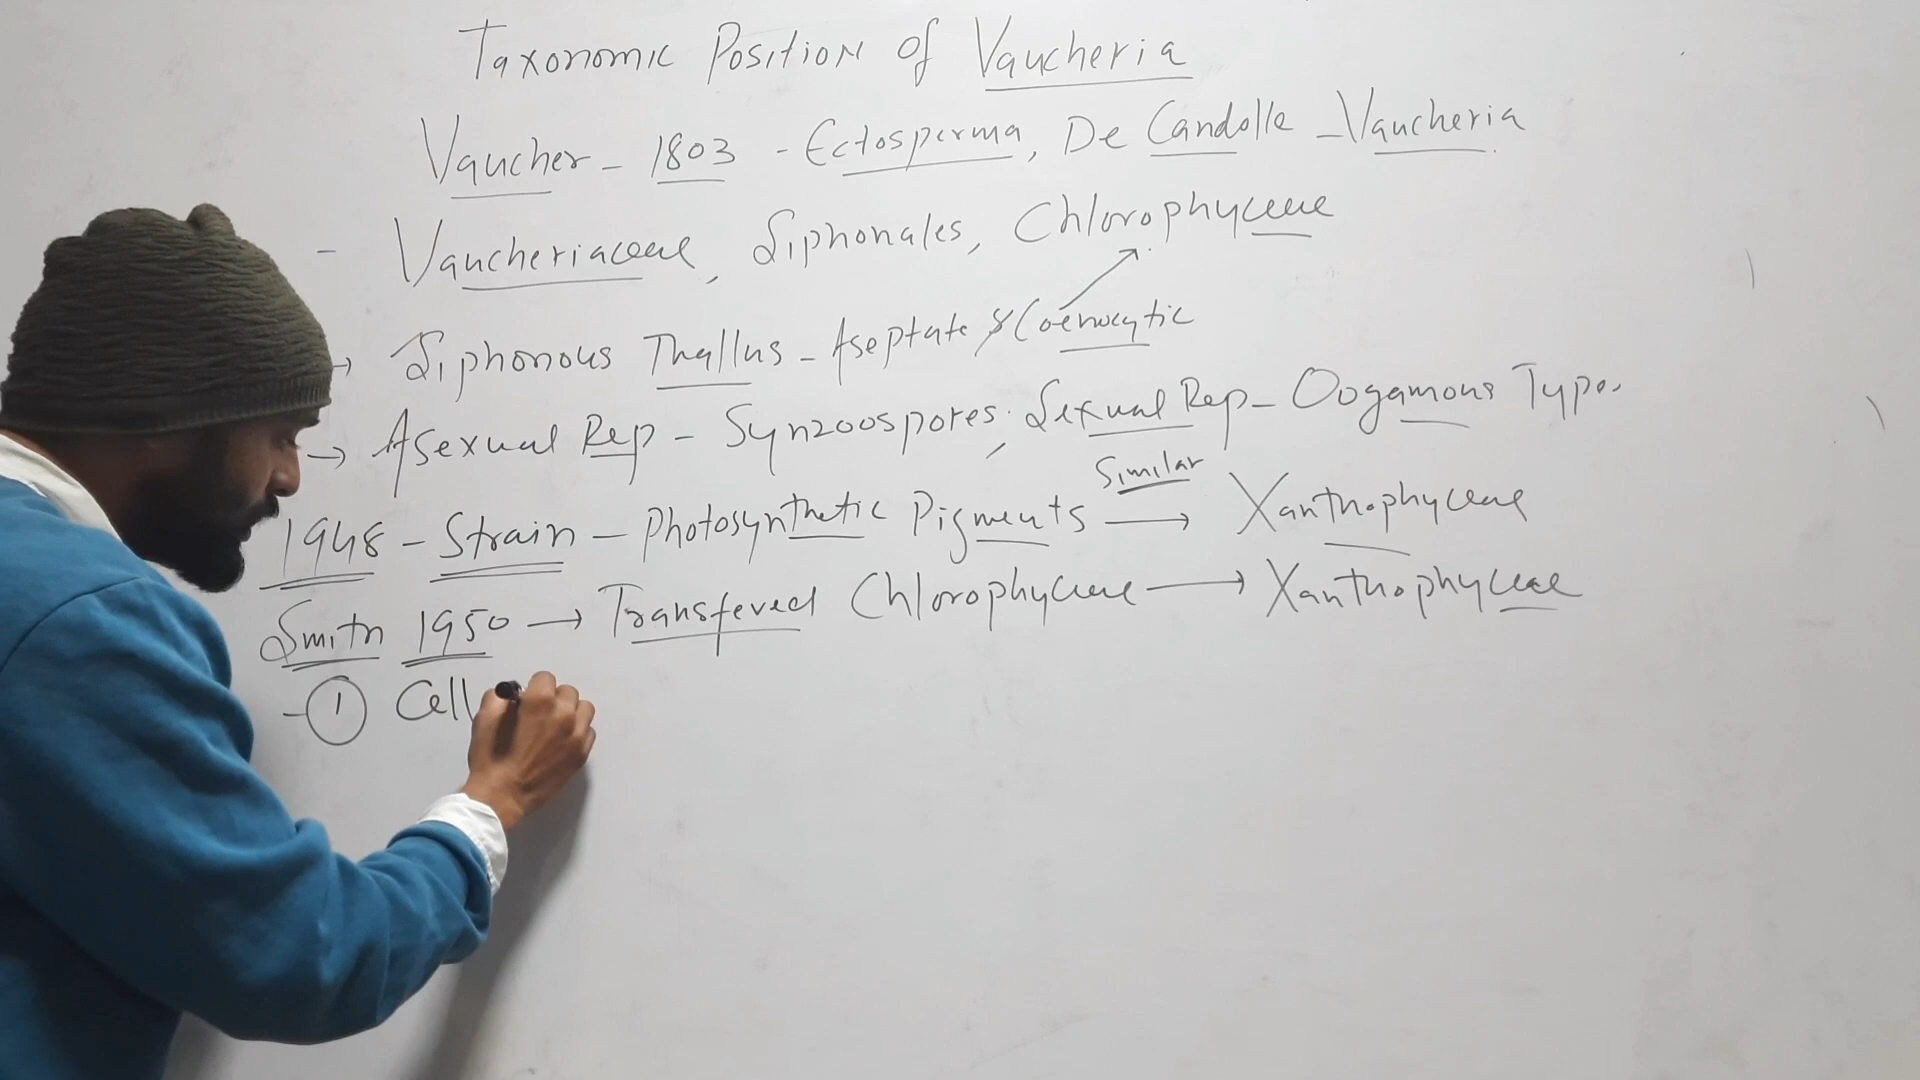 Taxonomic Position of Vaucheria
Vaucher - 1803 - Ectosperma, De Candolle - Vaucheria
- Vaucheriaceae, Siphonales, Chlorophyceae
→ Siphonous Thallus - Aseptate & Coenocytic
→ Asexual Rep - Synzoospores, Sexual Rep - Oogamous Type.
1948 - Strain - Photosynthetic Pigments Similar → Xanthophyceae
Smith 1950 → Transfered Chlorophyceae → Xanthophyceae
- ① Cell